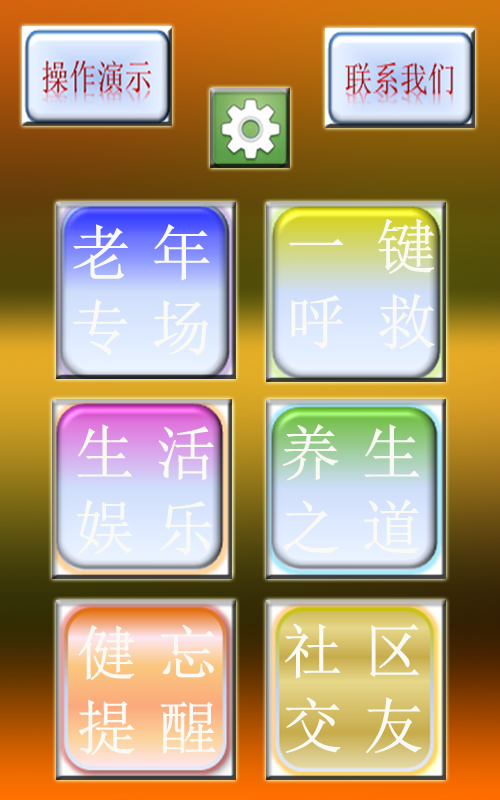 操作演示
联系我们
老年
专场
一键
呼救
生活
娱乐
养生
之道
健忘
提醒
社区
交友